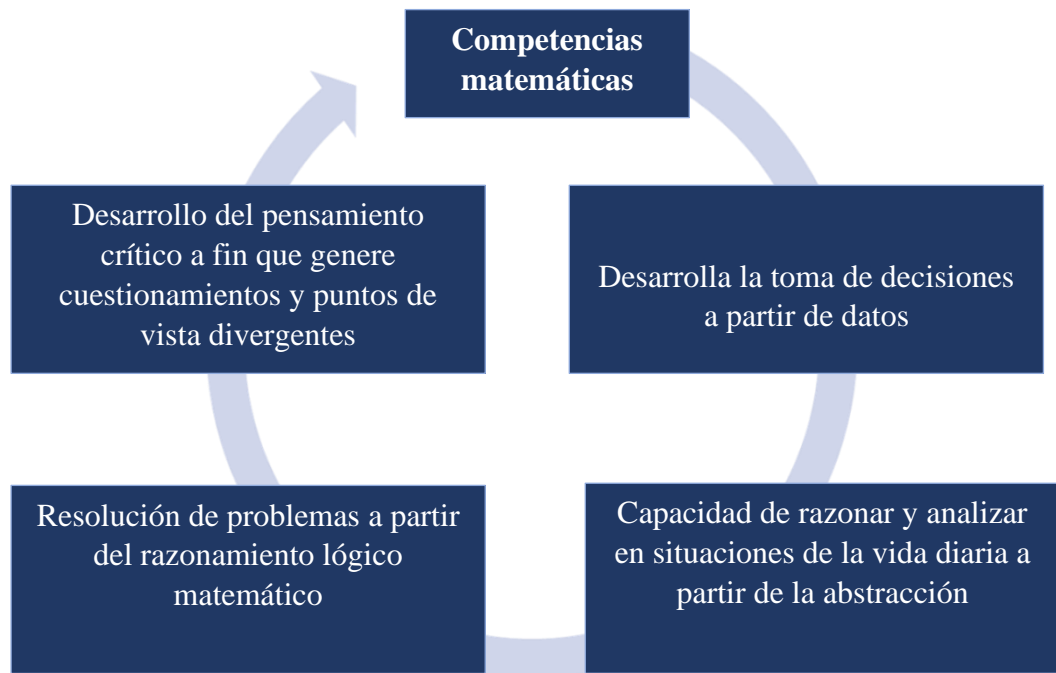 Competencias
matemáticas
Desarrolla la toma de decisiones
a partir de datos
Capacidad de razonar y analizar
en situaciones de la vida diaria a
partir de la abstracción
Resolución de problemas a partir
del razonamiento lógico
matemático
Desarrollo del pensamiento
crítico a fin que genere
cuestionamientos y puntos de
vista divergentes